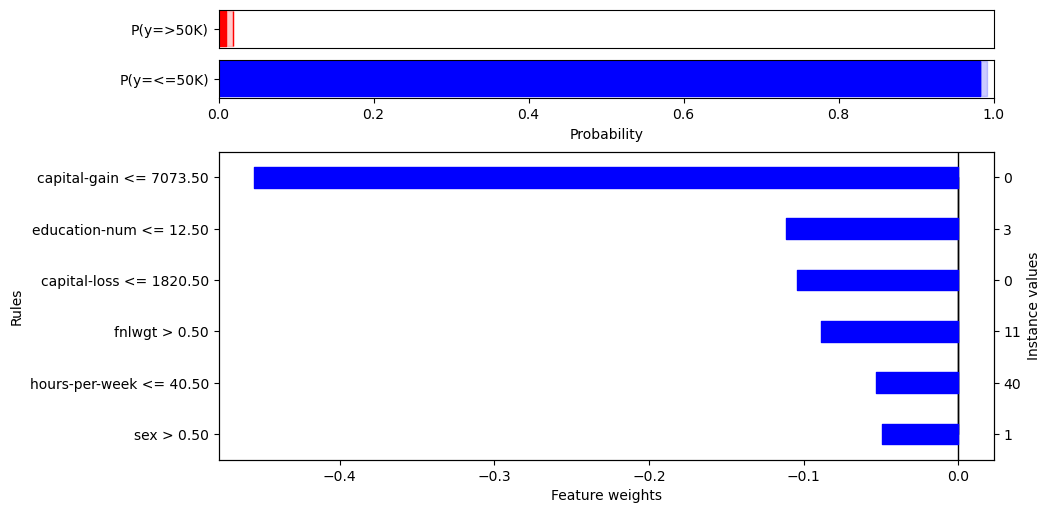 P(y=>50K)
P(y=<=50K)
0.0 0.2 0.4 0.6 0.8 1.0
Probability
Rules
capital-gain <= 7073.50 0
education-num <= 12.50 3
capital-loss <= 1820.50 0
fnlwgt > 0.50 11
hours-per-week <= 40.50 40
sex > 0.50 1
Instance values
−0.4 −0.3 −0.2 −0.1 0.0
Feature weights